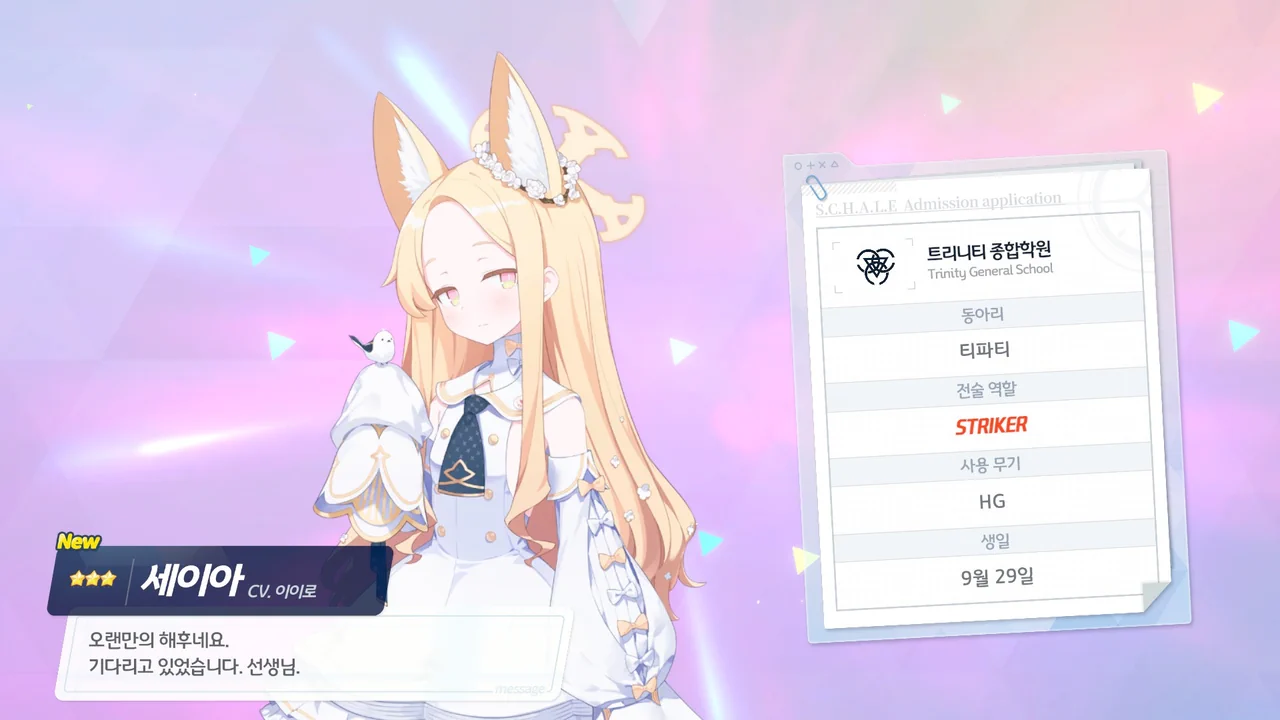 S.C.H.A.L.E Admission application
트리니티 종합학원
Trinity General School
동아리
티파티
전술 역할
STRIKER
사용 무기
HG
생일
9월 29일
New
세이아 CV. 이이로
오랜만의 해후네요.
기다리고 있었습니다. 선생님.
message